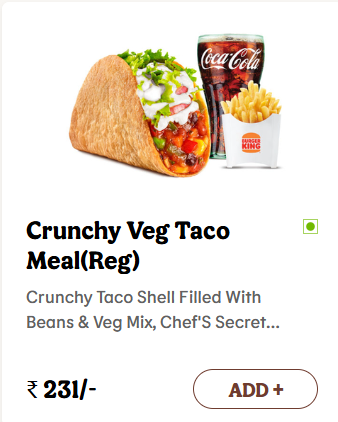 Coca-Cola
BURGER
KING
Crunchy Veg Taco
Meal(Reg)
Crunchy Taco Shell Filled With
Beans & Veg Mix, Chef'S Secret...
₹ 231/-
ADD +